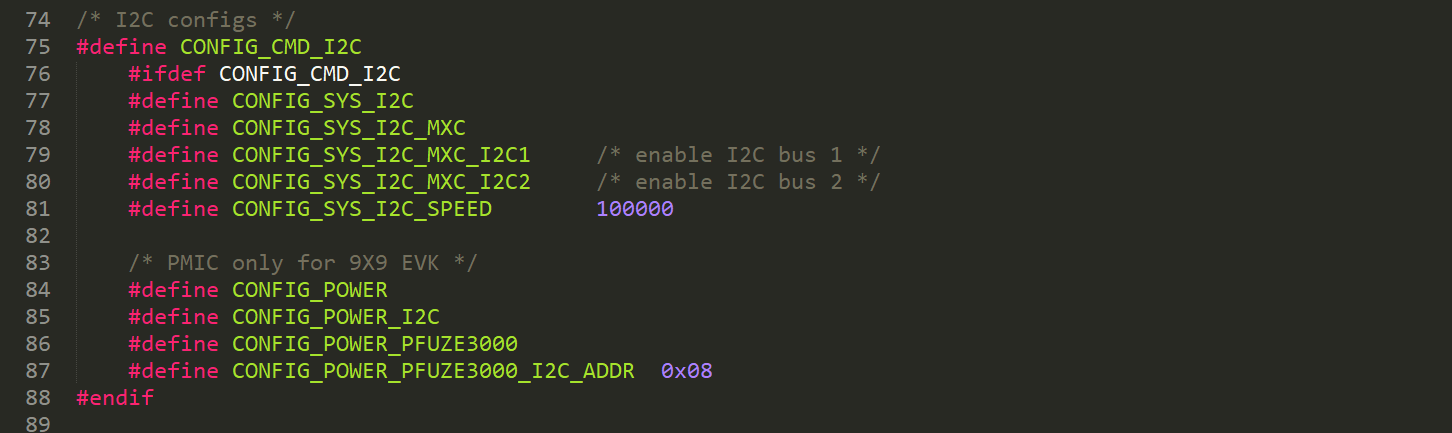 74 /* I2C configs */
75 #define CONFIG_CMD_I2C
76     #ifdef CONFIG_CMD_I2C
77     #define CONFIG_SYS_I2C
78     #define CONFIG_SYS_I2C_MXC
79     #define CONFIG_SYS_I2C_MXC_I2C1     /* enable I2C bus 1 */
80     #define CONFIG_SYS_I2C_MXC_I2C2     /* enable I2C bus 2 */
81     #define CONFIG_SYS_I2C_SPEED        100000
82
83     /* PMIC only for 9X9 EVK */
84     #define CONFIG_POWER
85     #define CONFIG_POWER_I2C
86     #define CONFIG_POWER_PFUZE3000
87     #define CONFIG_POWER_PFUZE3000_I2C_ADDR  0x08
88 #endif
89